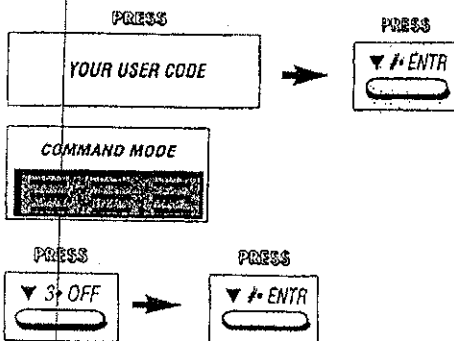 PRESS
PRESS
YOUR USER CODE
▼ #• ENTR
COMMAND MODE
PRESS
PRESS
▼ 3• OFF
▼ #• ENTR